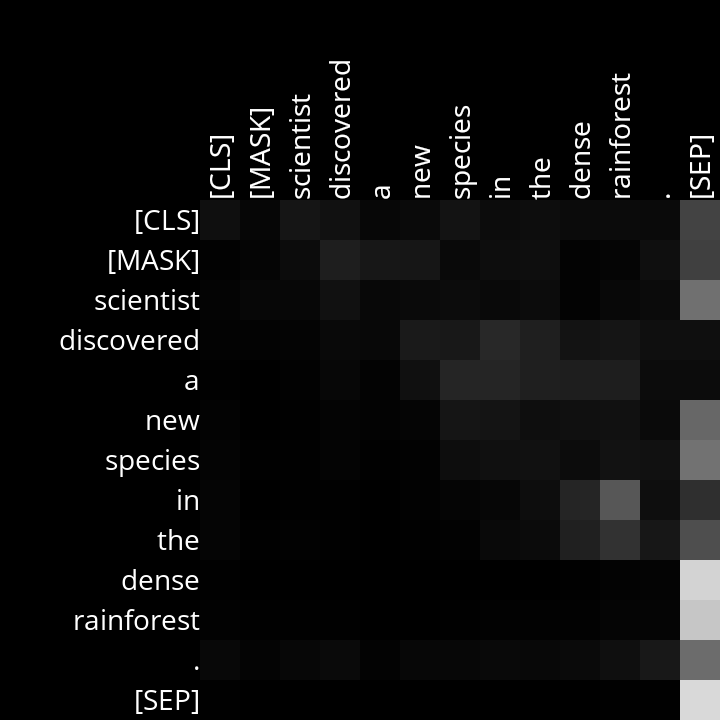 [CLS]
[MASK]
scientist
discovered
a
new
species
in
the
dense
rainforest
.
[SEP]
[CLS]
[MASK]
scientist
discovered
a
new
species
in
the
dense
rainforest
.
[SEP]